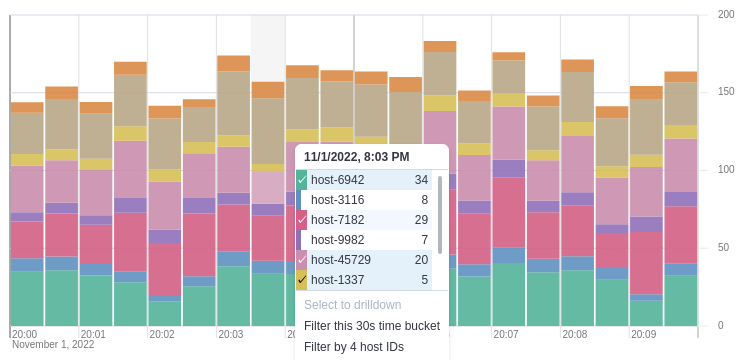 200
150
100
50
0
11/1/2022, 8:03 PM
host-6942 34
host-3116 8
host-7182 29
host-9982 7
host-45729 20
host-1337 5
Select to drilldown
Filter this 30s time bucket
Filter by 4 host IDs
20:00 20:01 20:02 20:03 20:07 20:08 20:09
November 1, 2022